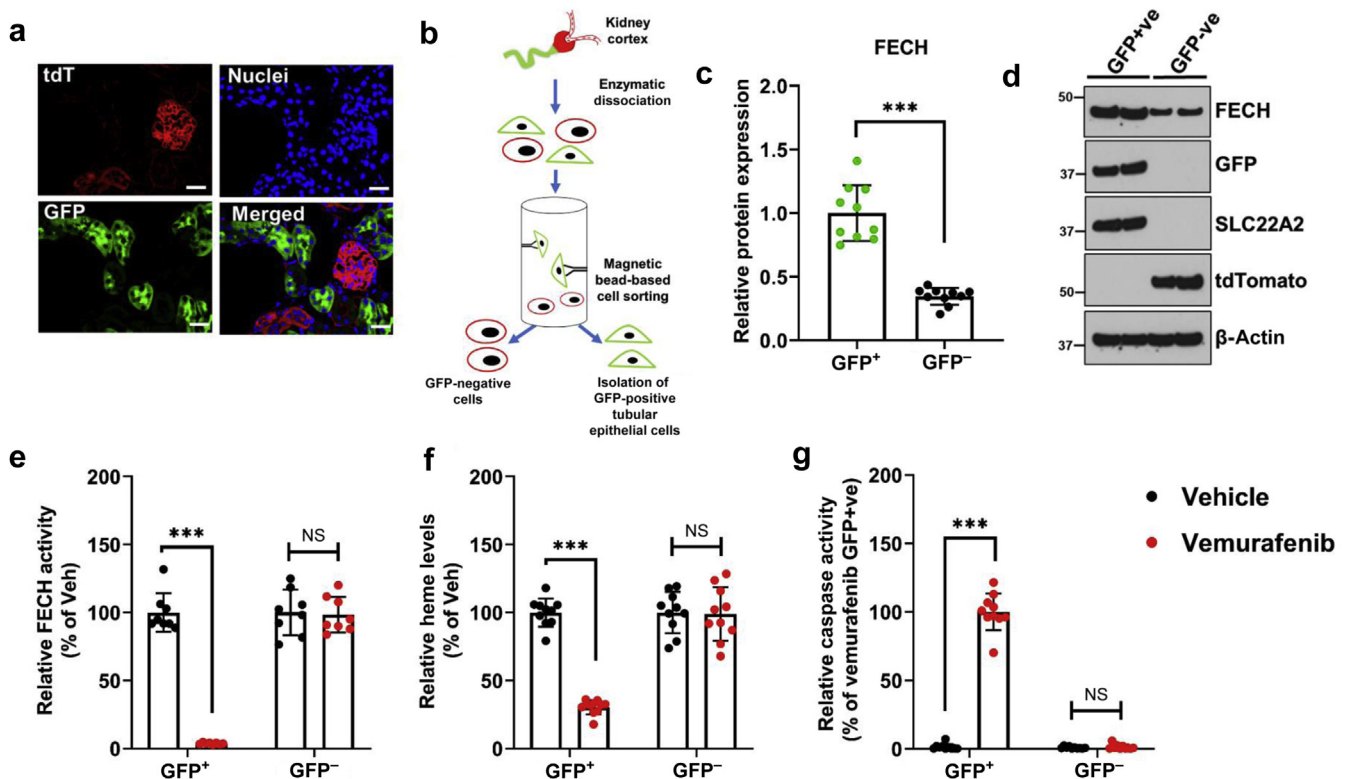 a
tdT
Nuclei
GFP
Merged
b
Kidney
cortex
Enzymatic
dissociation
Magnetic
bead-based
cell sorting
GFP-negative
cells
Isolation of
GFP-positive
tubular
epithelial cells
c
FECH
Relative protein expression
2.0
1.5
1.0
0.5
0.0
***
GFP+
GFP–
d
GFP+ve
GFP-ve
50
FECH
37
GFP
37
SLC22A2
50
tdTomato
37
β-Actin
e
Relative FECH activity
(% of Veh)
200
150
100
50
0
***
NS
GFP+
GFP–
f
Relative heme levels
(% of Veh)
200
150
100
50
0
***
NS
GFP+
GFP–
g
Relative caspase activity
(% of vemurafenib GFP+ve)
200
150
100
50
0
***
NS
GFP+
GFP–
Vehicle
Vemurafenib